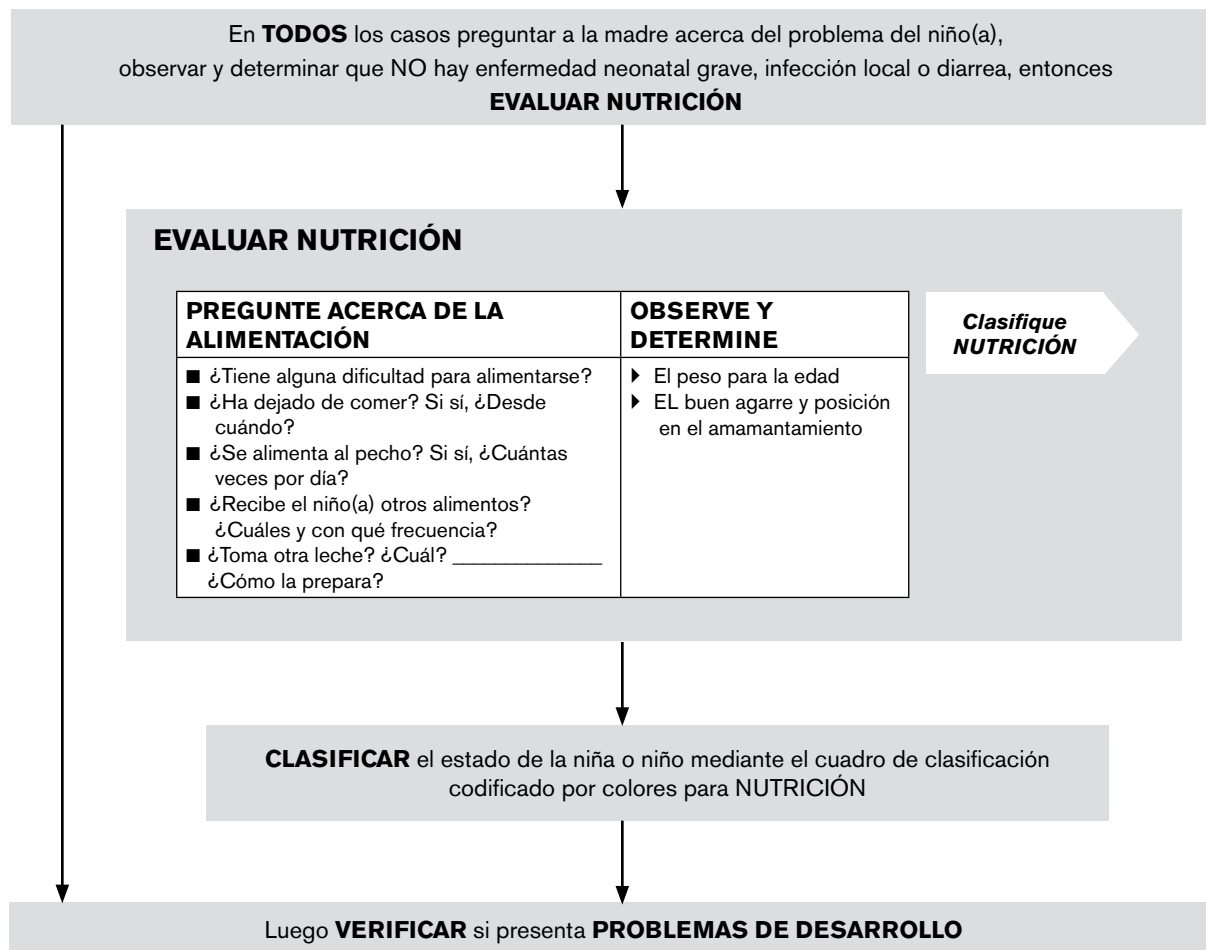 En TODOS los casos preguntar a la madre acerca del problema del niño(a),
observar y determinar que NO hay enfermedad neonatal grave, infección local o diarrea, entonces
EVALUAR NUTRICIÓN
EVALUAR NUTRICIÓN
PREGUNTE ACERCA DE LA
ALIMENTACIÓN
■ ¿Tiene alguna dificultad para alimentarse?
■ ¿Ha dejado de comer? Si sí, ¿Desde
cuándo?
■ ¿Se alimenta al pecho? Si sí, ¿Cuántas
veces por día?
■ ¿Recibe el niño(a) otros alimentos?
¿Cuáles y con qué frecuencia?
■ ¿Toma otra leche? ¿Cuál? ______________
¿Cómo la prepara?
OBSERVE Y
DETERMINE
El peso para la edad
EL buen agarre y posición
en el amamantamiento
Clasifique
NUTRICIÓN
CLASIFICAR el estado de la niña o niño mediante el cuadro de clasificación
codificado por colores para NUTRICIÓN
Luego VERIFICAR si presenta PROBLEMAS DE DESARROLLO